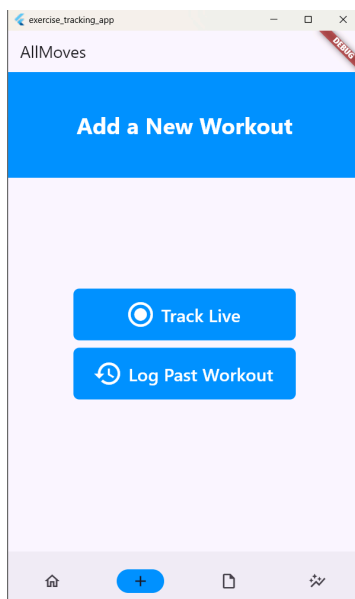 exercise_tracking_app
AllMoves
DEBUG
Add a New Workout
Track Live
Log Past Workout